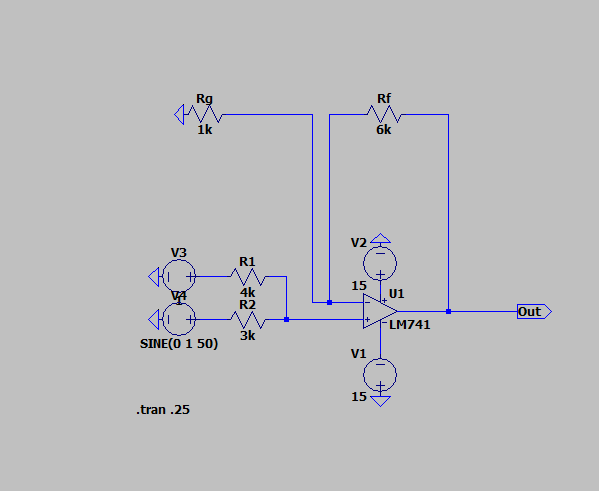 Rg
Rf
1k
6k
V2
V3
R1
15
U1
4k
V4
R2
Out
LM741
3k
SINE(0 1 50)
V1
15
.tran .25